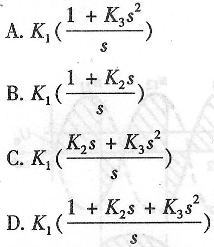 A. K₁(1 + K₃s² / s)
B. K₁(1 + K₂s / s)
C. K₁(K₂s + K₃s² / s)
D. K₁(1 + K₂s + K₃s² / s)